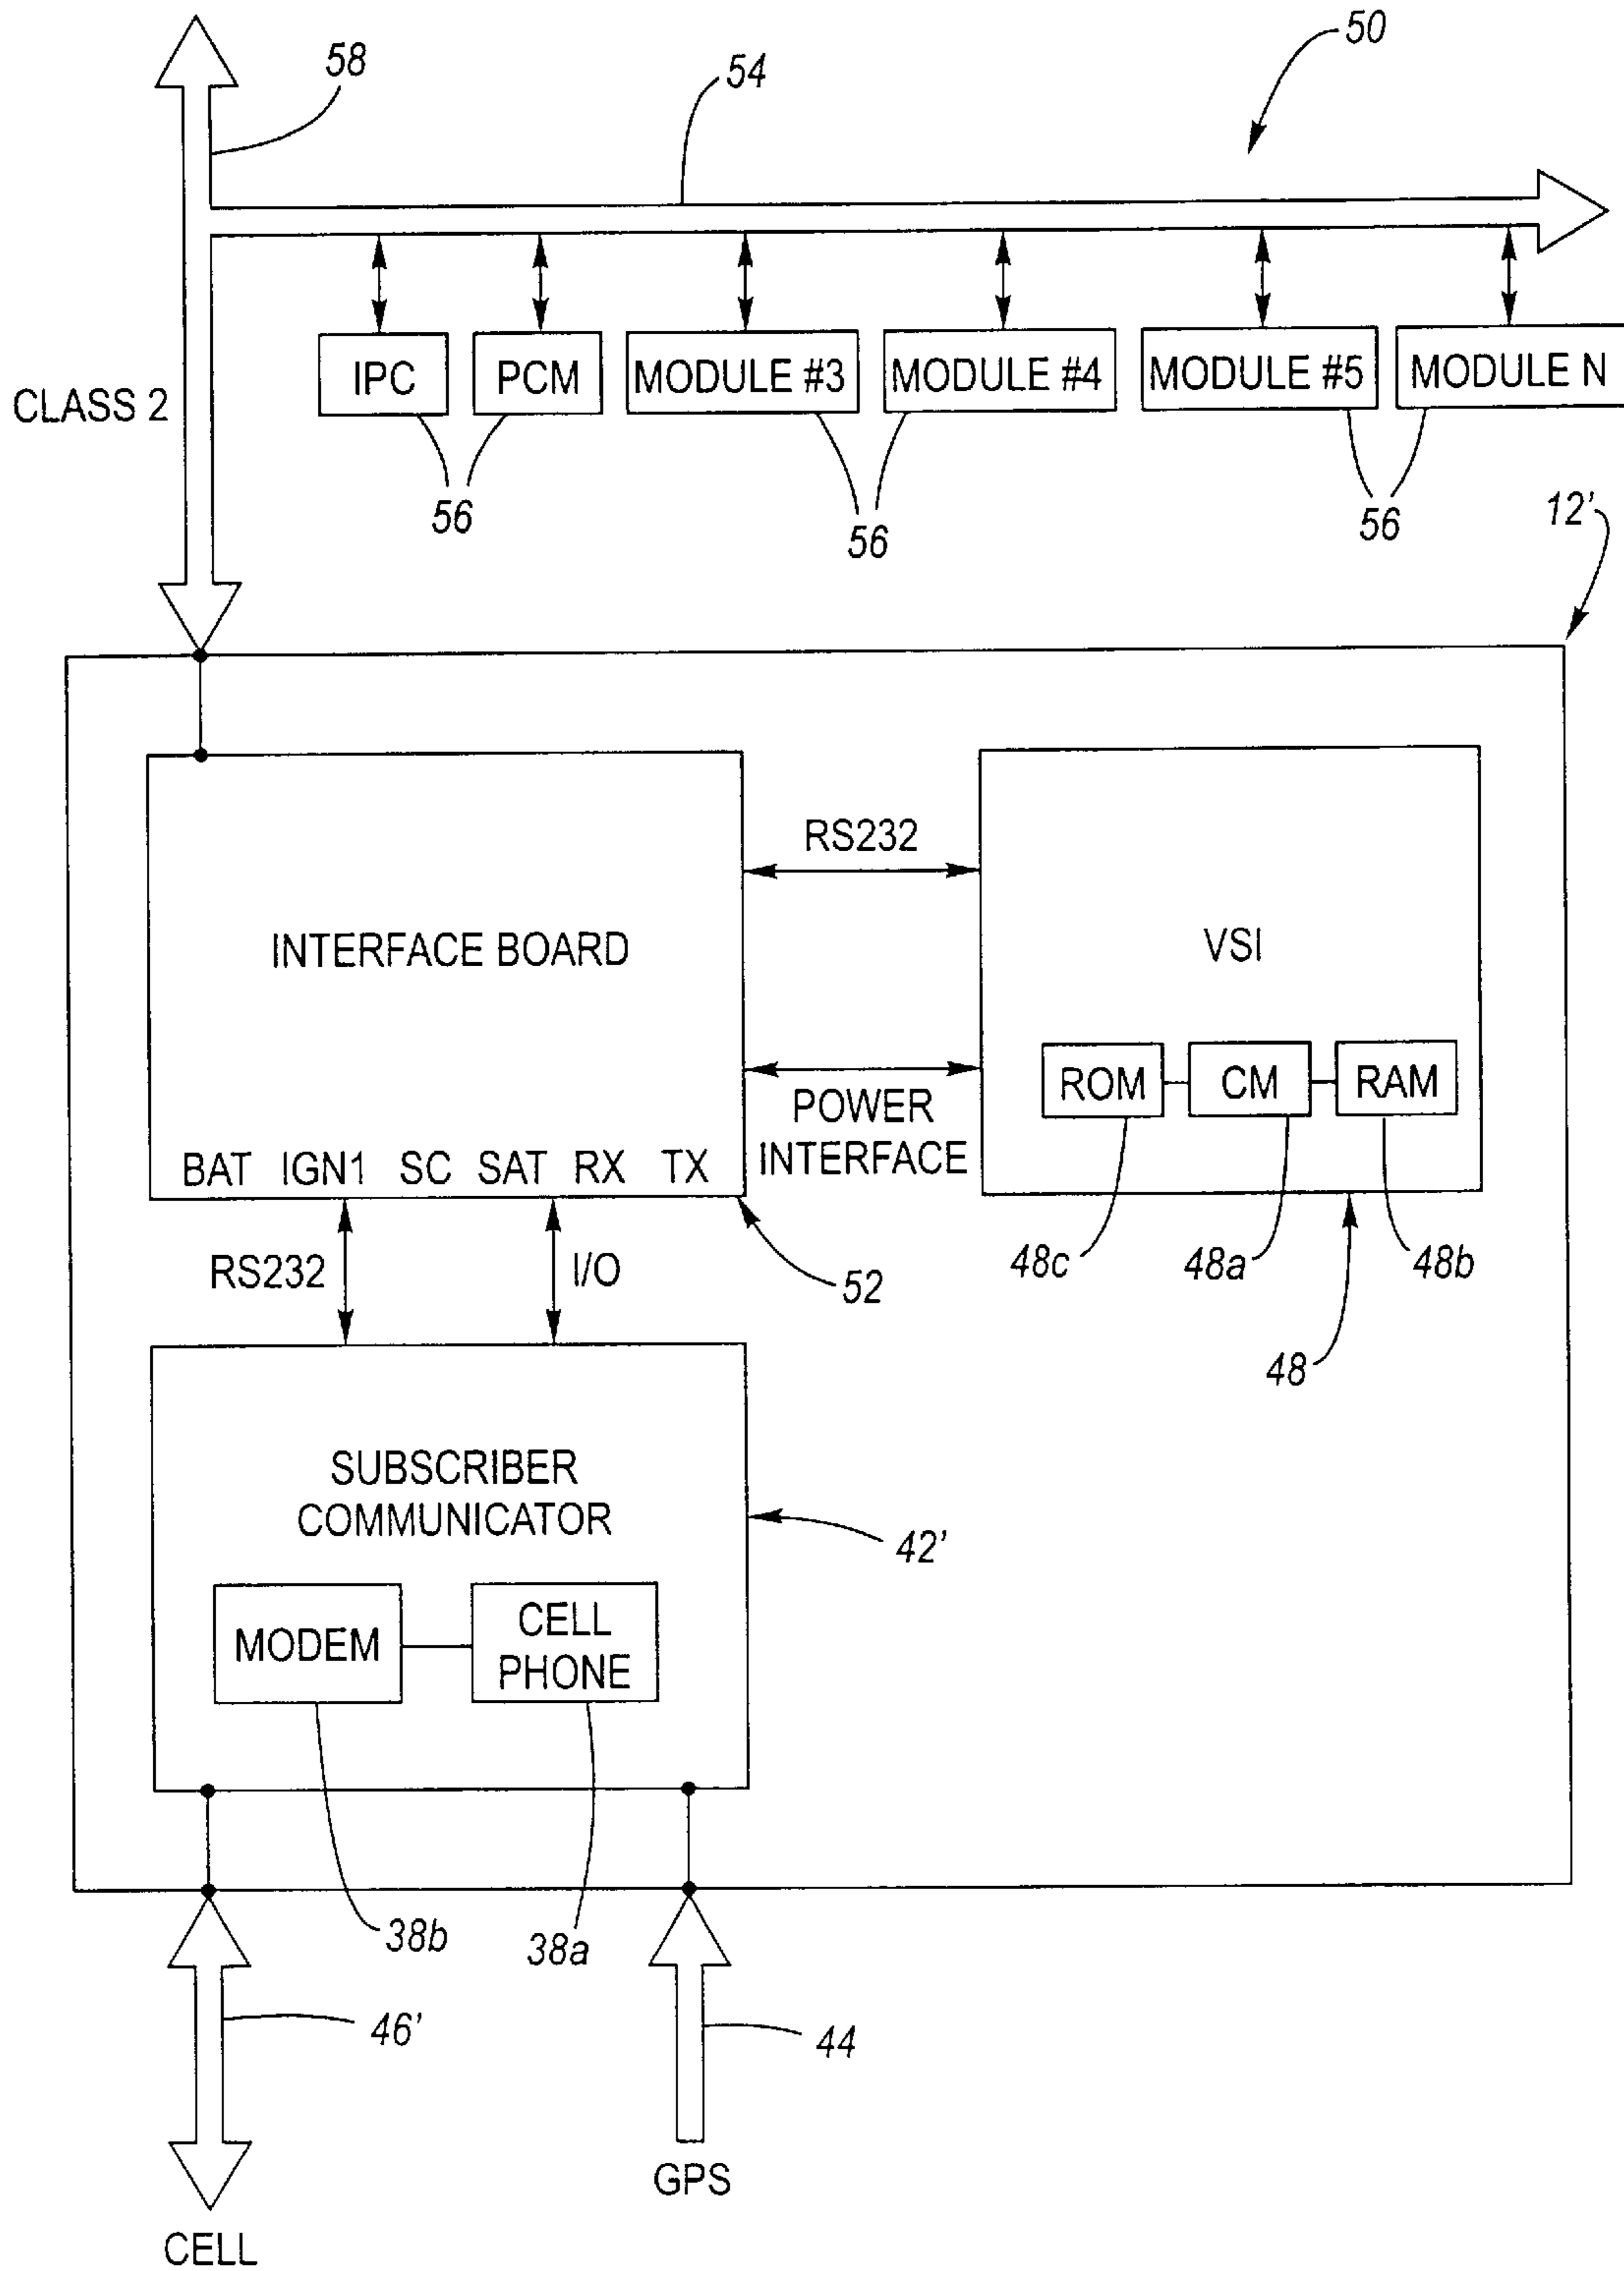 50
58
54
IPC
PCM
MODULE #3
MODULE #4
MODULE #5
MODULE N
CLASS 2
56
56
56
12'
RS232
INTERFACE BOARD
VSI
ROM
CM
RAM
POWER
INTERFACE
BAT IGN1 SC SAT RX TX
48c
48a
48b
RS232
I/O
52
48
SUBSCRIBER
COMMUNICATOR
42'
MODEM
CELL
PHONE
38b
38a
46'
44
GPS
CELL